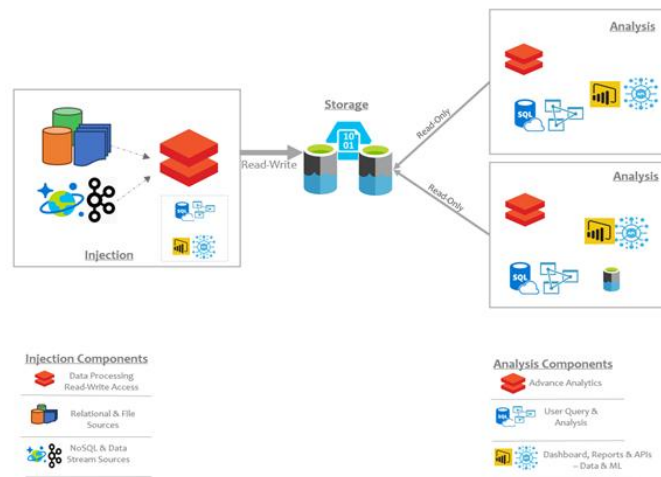 Analysis
Storage
10
01
Read-Only
SQL
Read-Write
Injection
Read-Only
Analysis
SQL
Injection Components
Data Processing
Read-Write Access
Relational & File
Sources
NoSQL & Data
Stream Sources
Analysis Components
Advance Analytics
User Query &
Analysis
Dashboard, Reports & APIs
– Data & ML